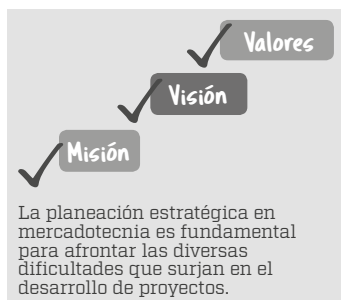 Valores
Visión
Misión
La planeación estratégica en
mercadotecnia es fundamental
para afrontar las diversas
dificultades que surjan en el
desarrollo de proyectos.